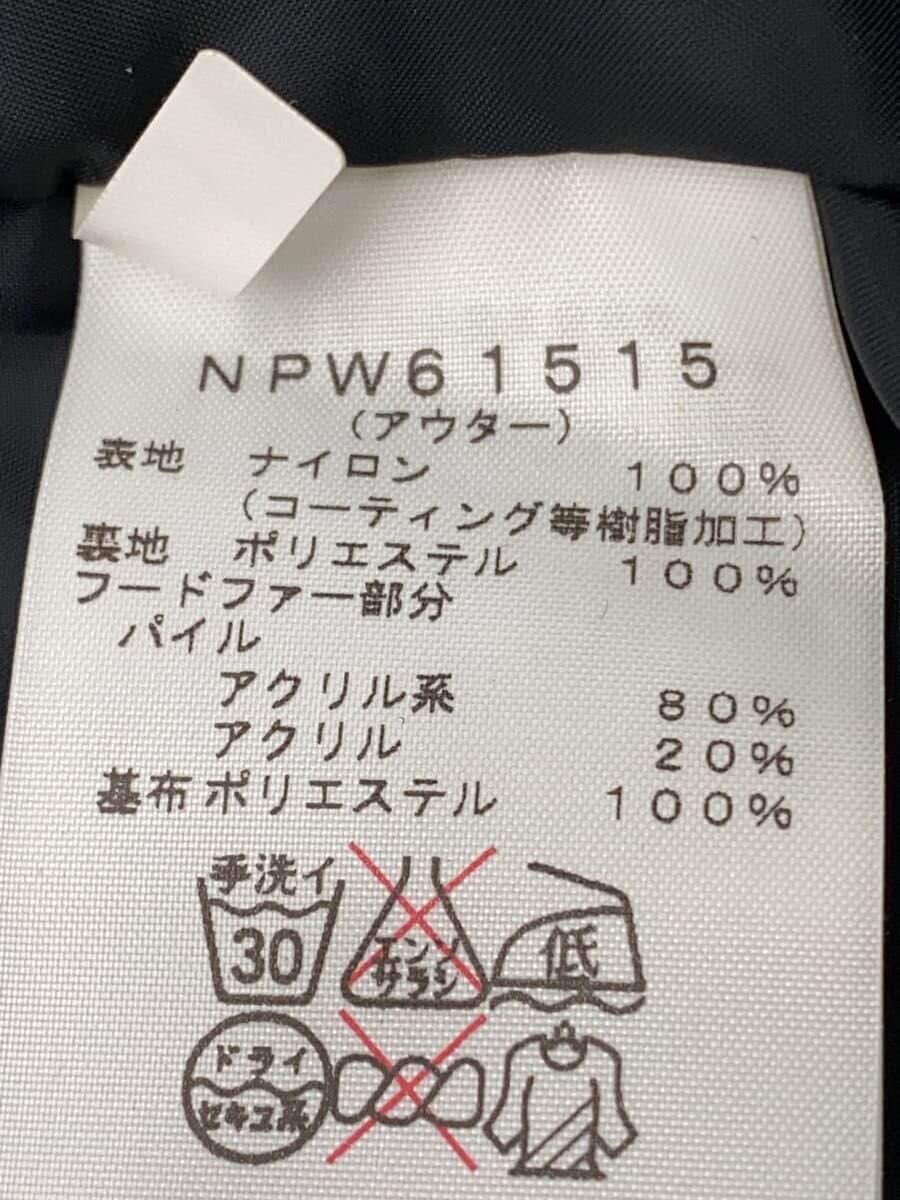 NPW61515
(アウター)
表地 ナイロン 100%
(コーティング等樹脂加工)
裏地 ポリエステル 100%
フードファー部分
パイル
アクリル系 80%
アクリル 20%
基布ポリエステル 100%
手洗イ
30
エンソ
サラシ
低
ドライ
セキユ系